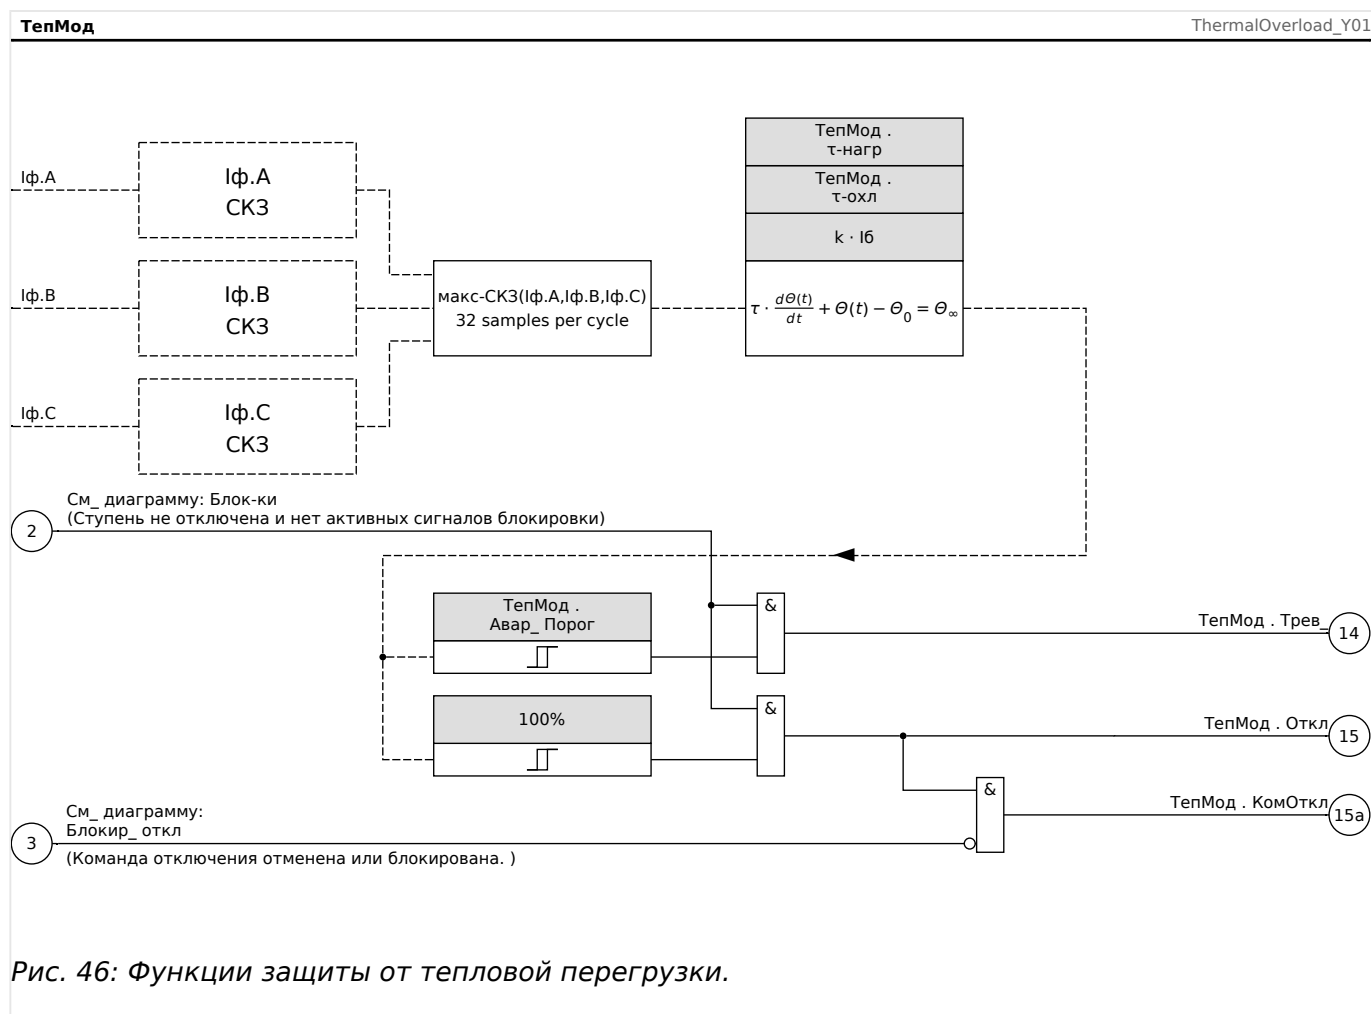 ТепМод
ThermalOverload_Y01
ТепМод .
τ-нагр
ТепМод .
τ-охл
k · Iб
Iф.A
Iф.A
СКЗ
Iф.B
Iф.B
СКЗ
макс-СКЗ(Iф.A,Iф.B,Iф.C)
32 samples per cycle
τ · dΘ(t)/dt + Θ(t) − Θ₀ = Θ∞
Iф.C
Iф.C
СКЗ
2
См_ диаграмму: Блок-ки
(Ступень не отключена и нет активных сигналов блокировки)
ТепМод .
Авар_ Порог
&
ТепМод . Трев_
14
100%
&
ТепМод . Откл
15
&
ТепМод . КомОткл
15a
3
См_ диаграмму:
Блокир_ откл
(Команда отключения отменена или блокирована. )
Рис. 46: Функции защиты от тепловой перегрузки.